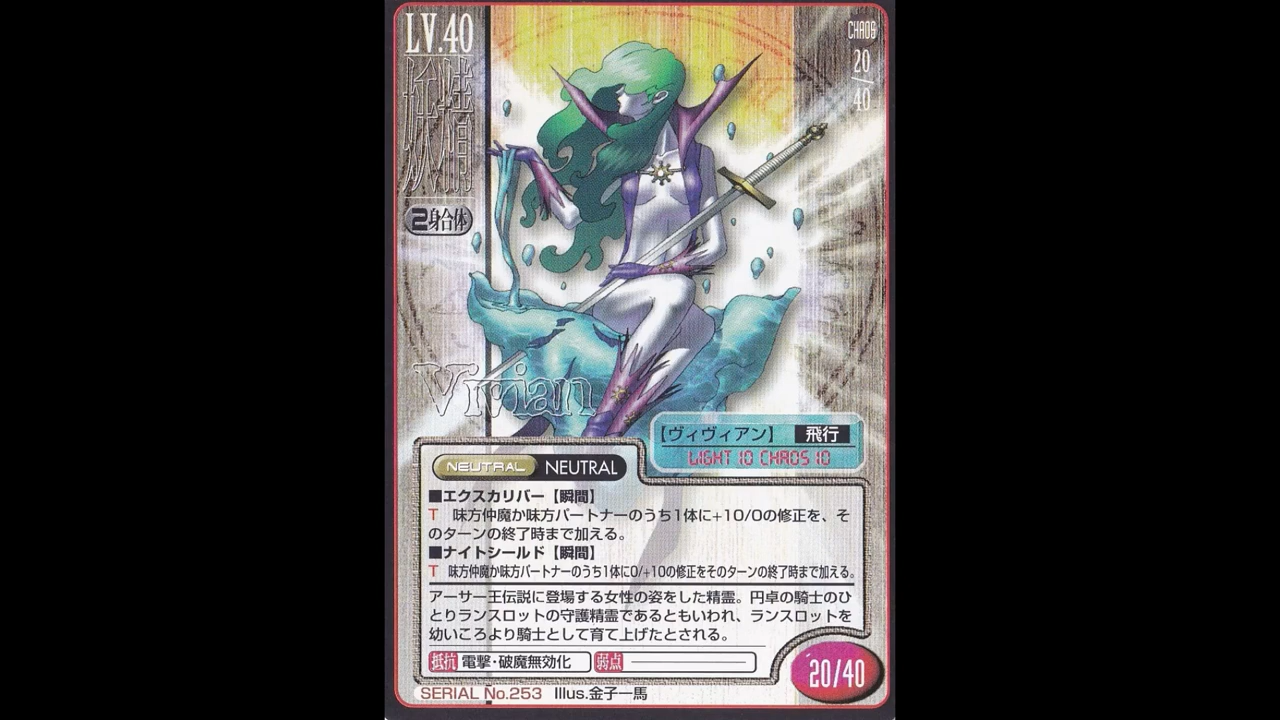 LV.40
妖精
2身合体
CHAOS
20/40
Vivian
【ヴィヴィアン】 飛行
LIGHT 10 CHAOS 10
NEUTRAL NEUTRAL
■エクスカリバー【瞬間】
T 味方仲魔か味方パートナーのうち1体に+10/0の修正を、そ
のターンの終了時まで加える。
■ナイトシールド【瞬間】
T 味方仲魔か味方パートナーのうち1体に0/+10の修正をそのターンの終了時まで加える。
アーサー王伝説に登場する女性の姿をした精霊。円卓の騎士のひ
とりランスロットの守護精霊であるともいわれ、ランスロットを
幼いころより騎士として育て上げたとされる。
抵抗 電撃・破魔無効化 弱点 ―――――
20/40
SERIAL No.253 Illus.金子一馬